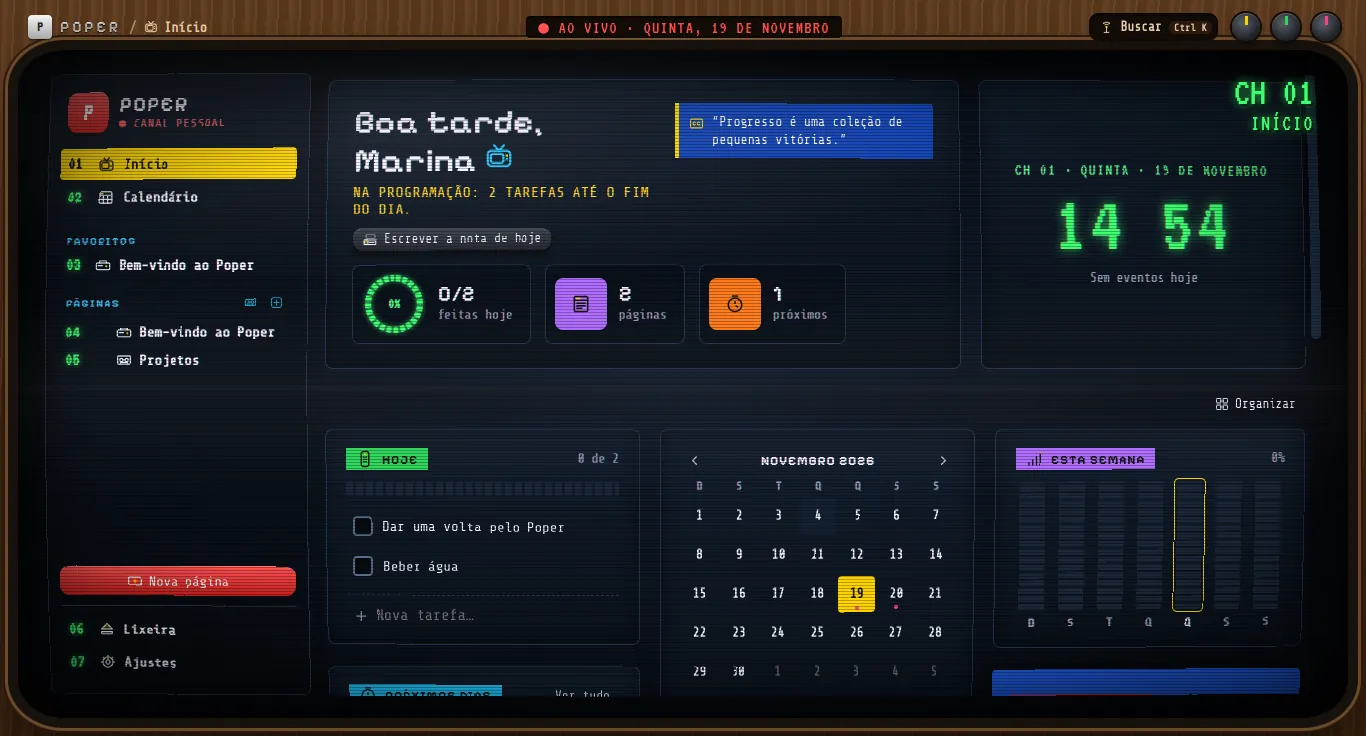 P POPER / Início
AO VIVO · QUINTA, 19 DE NOVEMBRO
Buscar Ctrl K
P POPER
CANAL PESSOAL
01 Início
02 Calendário
FAVORITOS
03 Bem-vindo ao Poper
PÁGINAS
04 Bem-vindo ao Poper
05 Projetos
Nova página
06 Lixeira
07 Ajustes
Boa tarde,
Marina
NA PROGRAMAÇÃO: 2 TAREFAS ATÉ O FIM
DO DIA.
Escrever a nota de hoje
"Progresso é uma coleção de
pequenas vitórias."
0%
0/2
feitas hoje
2
páginas
1
próximos
CH 01
INÍCIO
CH 01 · QUINTA · 19 DE NOVEMBRO
14 54
Sem eventos hoje
Organizar
HOJE 0 de 2
Dar uma volta pelo Poper
Beber água
+ Nova tarefa…
PRÓXIMOS DIAS Ver tudo
NOVEMBRO 2026
D S T Q Q S S
1 2 3 4 5 6 7
8 9 10 11 12 13 14
15 16 17 18 19 20 21
22 23 24 25 26 27 28
29 30 1 2 3 4 5
ESTA SEMANA 0%
D S T Q Q S S